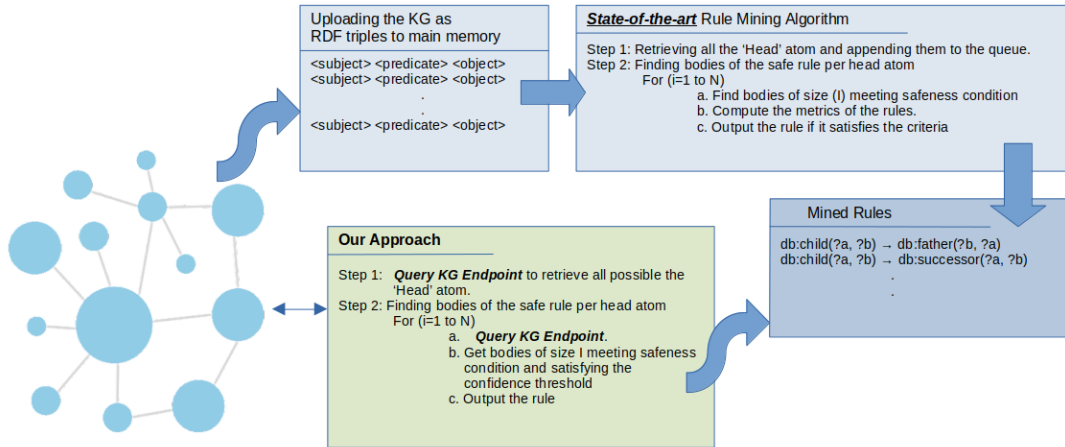 Uploading the KG as
RDF triples to main memory
<subject> <predicate> <object>
<subject> <predicate> <object>
.
.
<subject> <predicate> <object>
State-of-the-art Rule Mining Algorithm
Step 1: Retrieving all the ‘Head’ atom and appending them to the queue.
Step 2: Finding bodies of the safe rule per head atom
For (i=1 to N)
a. Find bodies of size (I) meeting safeness condition
b. Compute the metrics of the rules.
c. Output the rule if it satisfies the criteria
Our Approach
Step 1: Query KG Endpoint to retrieve all possible the
‘Head’ atom.
Step 2: Finding bodies of the safe rule per head atom
For (i=1 to N)
a. Query KG Endpoint.
b. Get bodies of size I meeting safeness
condition and satisfying the
confidence threshold
c. Output the rule
Mined Rules
db:child(?a, ?b) → db:father(?b, ?a)
db:child(?a, ?b) → db:successor(?a, ?b)
.
.